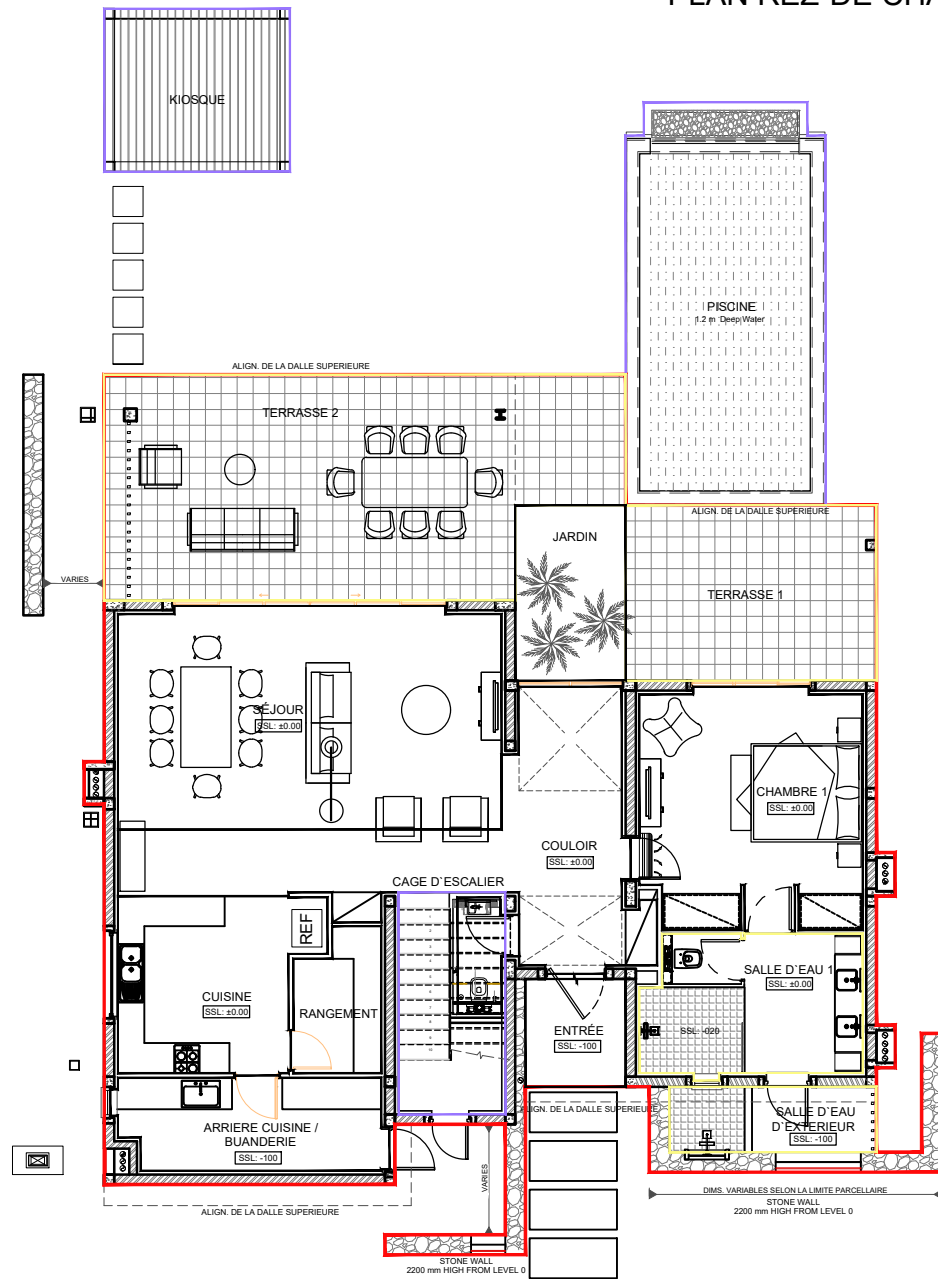 KIOSQUE
PISCINE
1.2 m Deep Water
ALIGN. DE LA DALLE SUPERIEURE
TERRASSE 2
ALIGN. DE LA DALLE SUPERIEURE
JARDIN
VARIES
TERRASSE 1
SÉJOUR
SSL: ±0.00
CHAMBRE 1
SSL: ±0.00
COULOIR
SSL: ±0.00
CAGE D`ESCALIER
REF
CUISINE
SSL: ±0.00
RANGEMENT
SALLE D`EAU 1
SSL: ±0.00
ENTRÉE
SSL: -100
SSL: -020
ALIGN. DE LA DALLE SUPERIEURE
ARRIERE CUISINE /
BUANDERIE
SSL: -100
SALLE D`EAU
D`EXTERIEUR
SSL: -100
VARIES
ALIGN. DE LA DALLE SUPERIEURE
DIMS. VARIABLES SELON LA LIMITE PARCELLAIRE
STONE WALL
2200 mm HIGH FROM LEVEL 0
STONE WALL
2200 mm HIGH FROM LEVEL 0